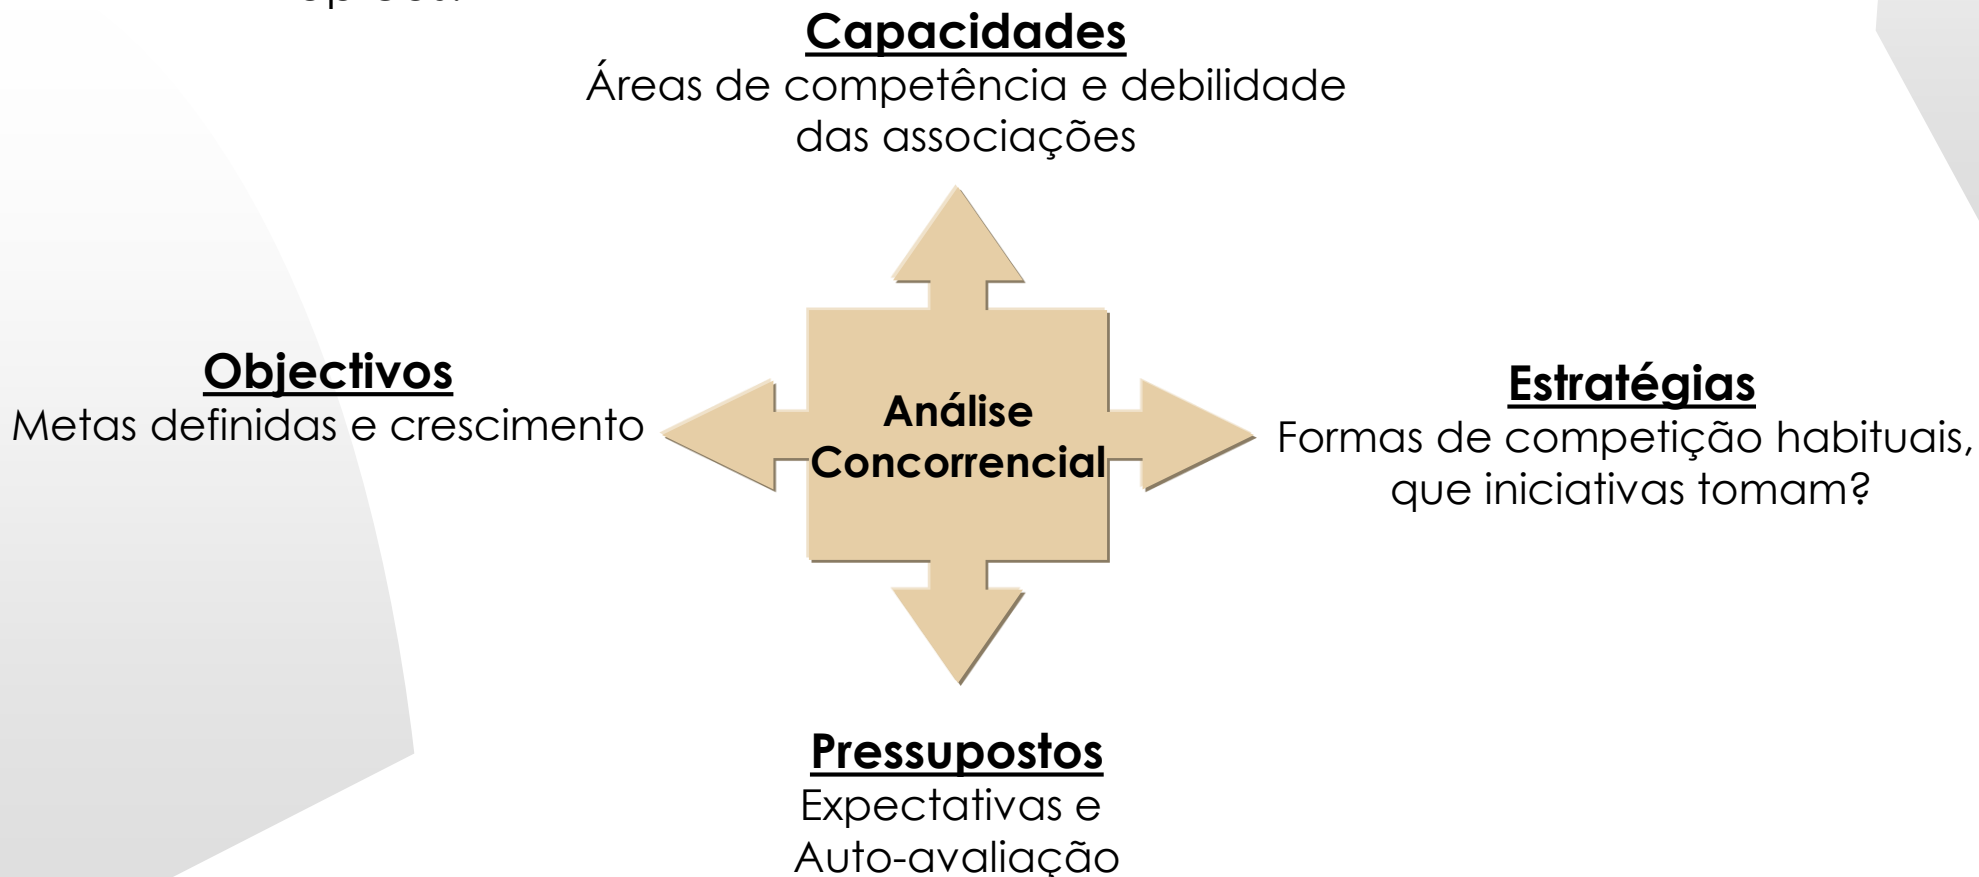 Capacidades
Áreas de competência e debilidade
das associações
Objectivos
Metas definidas e crescimento
Análise
Concorrencial
Estratégias
Formas de competição habituais,
que iniciativas tomam?
Pressupostos
Expectativas e
Auto-avaliação